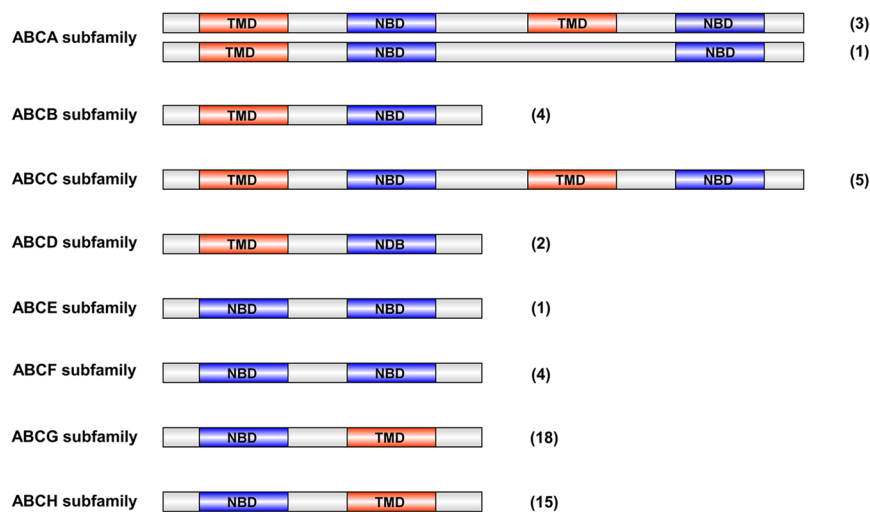 ABCA subfamily
TMD NBD TMD NBD (3)
TMD NBD NBD (1)
ABCB subfamily TMD NBD (4)
ABCC subfamily TMD NBD TMD NBD (5)
ABCD subfamily TMD NDB (2)
ABCE subfamily NBD NBD (1)
ABCF subfamily NBD NBD (4)
ABCG subfamily NBD TMD (18)
ABCH subfamily NBD TMD (15)